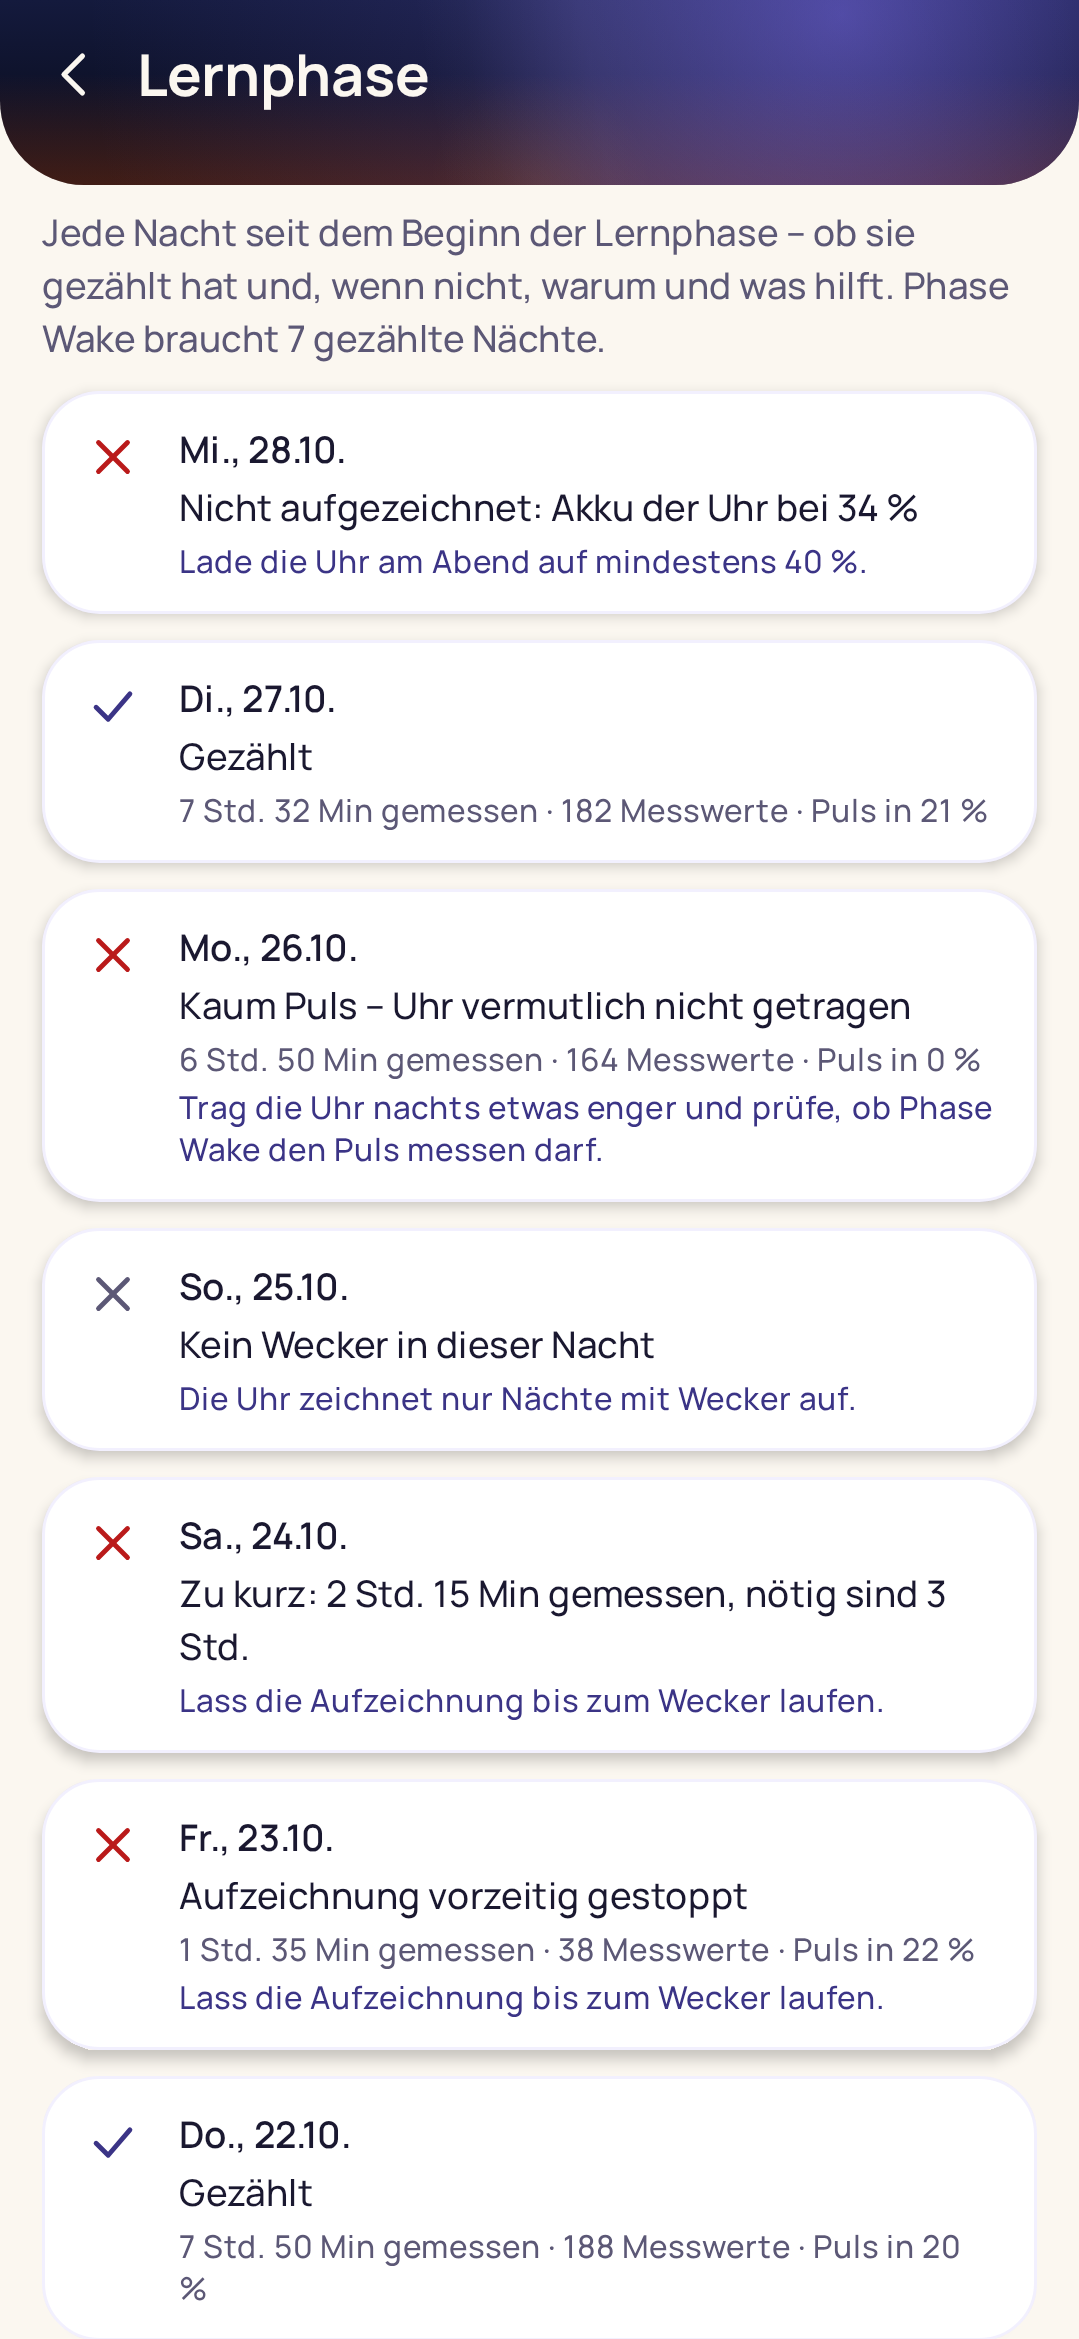 Lernphase
Jede Nacht seit dem Beginn der Lernphase – ob sie
gezählt hat und, wenn nicht, warum und was hilft. Phase
Wake braucht 7 gezählte Nächte.
Mi., 28.10.
Nicht aufgezeichnet: Akku der Uhr bei 34 %
Lade die Uhr am Abend auf mindestens 40 %.
Di., 27.10.
Gezählt
7 Std. 32 Min gemessen · 182 Messwerte · Puls in 21 %
Mo., 26.10.
Kaum Puls – Uhr vermutlich nicht getragen
6 Std. 50 Min gemessen · 164 Messwerte · Puls in 0 %
Trag die Uhr nachts etwas enger und prüfe, ob Phase
Wake den Puls messen darf.
So., 25.10.
Kein Wecker in dieser Nacht
Die Uhr zeichnet nur Nächte mit Wecker auf.
Sa., 24.10.
Zu kurz: 2 Std. 15 Min gemessen, nötig sind 3
Std.
Lass die Aufzeichnung bis zum Wecker laufen.
Fr., 23.10.
Aufzeichnung vorzeitig gestoppt
1 Std. 35 Min gemessen · 38 Messwerte · Puls in 22 %
Lass die Aufzeichnung bis zum Wecker laufen.
Do., 22.10.
Gezählt
7 Std. 50 Min gemessen · 188 Messwerte · Puls in 20
%